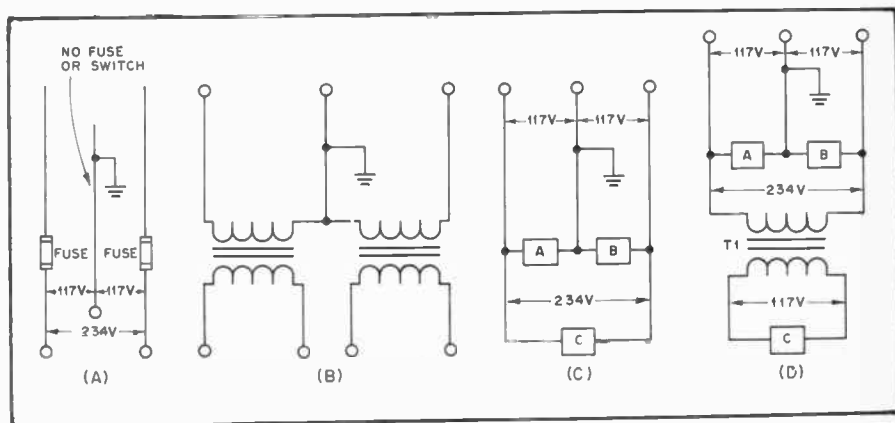 NO FUSE
OR SWITCH
FUSE
FUSE
117V
117V
234V
(A)
(B)
117V
117V
A
B
234V
C
(C)
117V
117V
A
B
234V
T1
117V
C
(D)